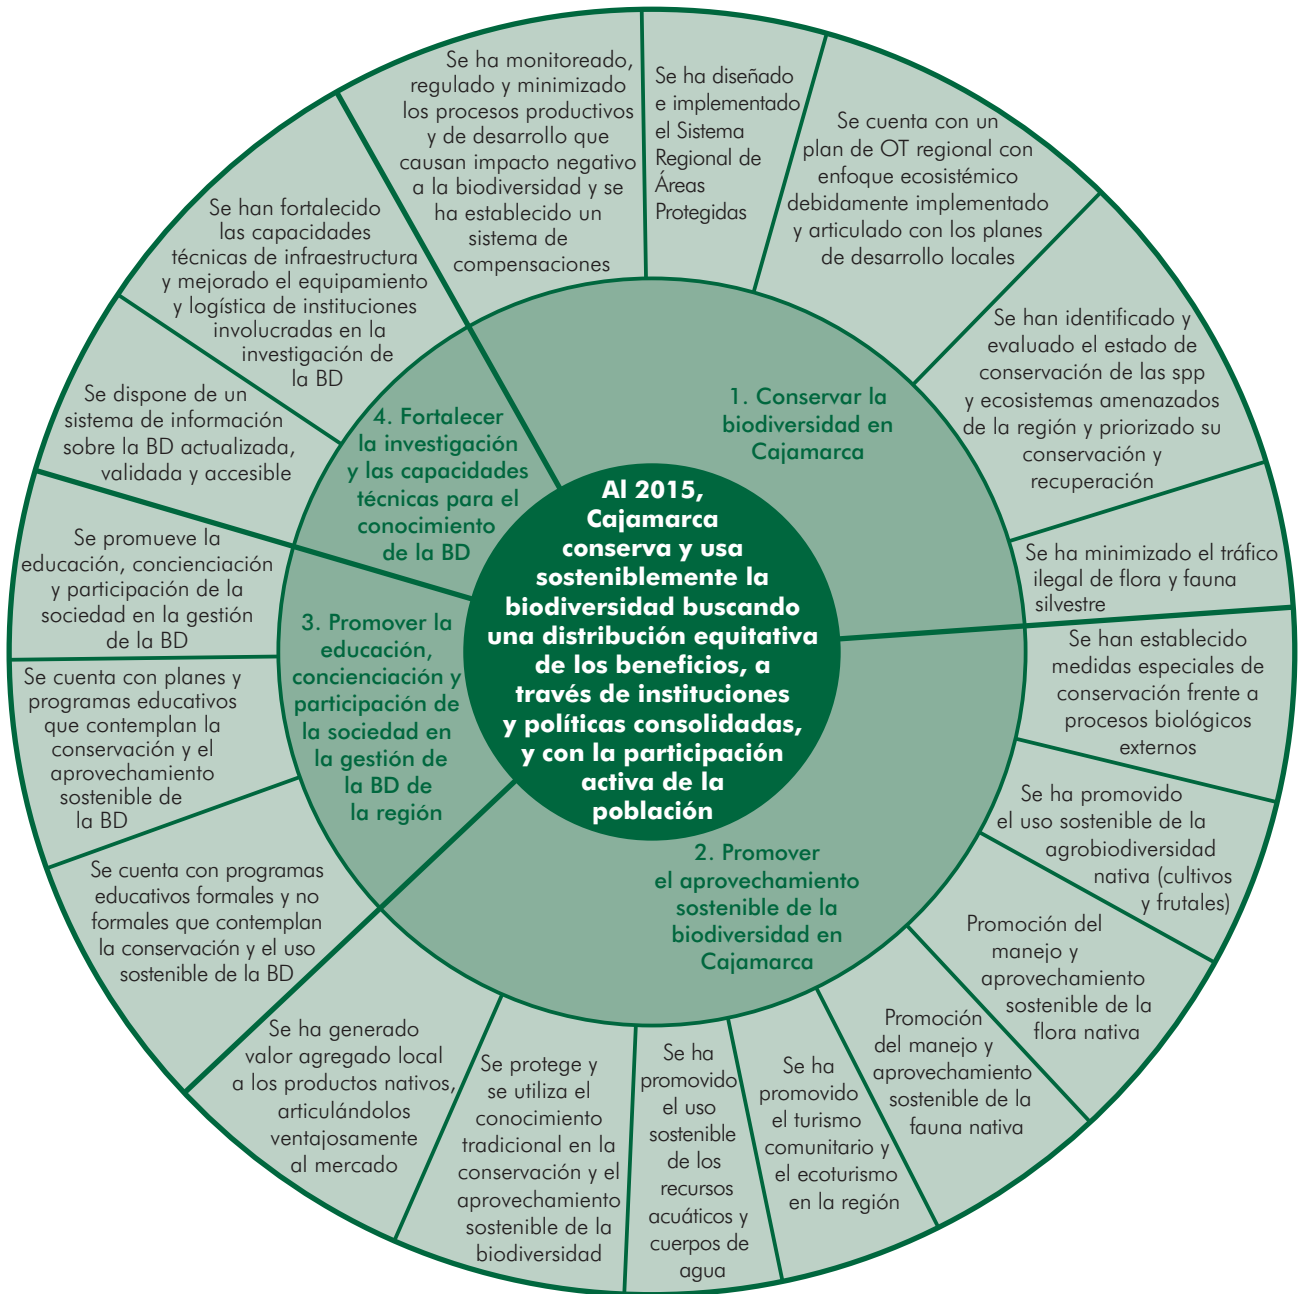 Al 2015,
Cajamarca
conserva y usa
sosteniblemente la
biodiversidad buscando
una distribución equitativa
de los beneficios, a
través de instituciones
y políticas consolidadas,
y con la participación
activa de la
población
1. Conservar la
biodiversidad en
Cajamarca
Se ha monitoreado,
regulado y minimizado
los procesos productivos
y de desarrollo que
causan impacto negativo
a la biodiversidad y se
ha establecido un
sistema de
compensaciones
Se ha diseñado
e implementado
el Sistema
Regional de
Áreas
Protegidas
Se cuenta con un
plan de OT regional con
enfoque ecosistémico
debidamente implementado
y articulado con los planes
de desarrollo locales
Se han identificado y
evaluado el estado de
conservación de las spp
y ecosistemas amenazados
de la región y priorizado su
conservación y
recuperación
Se ha minimizado el tráfico
ilegal de flora y fauna
silvestre
2. Promover
el aprovechamiento
sostenible de la
biodiversidad en
Cajamarca
Se han establecido
medidas especiales de
conservación frente a
procesos biológicos
externos
Se ha promovido
el uso sostenible de la
agrobiodiversidad
nativa (cultivos
y frutales)
Promoción del
manejo y
aprovechamiento
sostenible de la
flora nativa
Promoción
del manejo y
aprovechamiento
sostenible de la
fauna nativa
Se ha
promovido
el turismo
comunitario y
el ecoturismo
en la región
Se ha
promovido
el uso
sostenible
de los
recursos
acuáticos y
cuerpos de
agua
Se protege y
se utiliza el
conocimiento
tradicional en la
conservación y el
aprovechamiento
sostenible de la
biodiversidad
Se ha generado
valor agregado local
a los productos nativos,
articulándolos
ventajosamente
al mercado
3. Promover la
educación,
concienciación y
participación de
la sociedad en
la gestión de
la BD de
la región
Se cuenta con programas
educativos formales y no
formales que contemplan
la conservación y el uso
sostenible de la BD
Se cuenta con planes y
programas educativos
que contemplan la
conservación y el
aprovechamiento
sostenible de
la BD
Se promueve la
educación, concienciación
y participación de la
sociedad en la gestión
de la BD
4. Fortalecer
la investigación
y las capacidades
técnicas para el
conocimiento
de la BD
Se dispone de un
sistema de información
sobre la BD actualizada,
validada y accesible
Se han fortalecido
las capacidades
técnicas de infraestructura
y mejorado el equipamiento
y logística de instituciones
involucradas en la
investigación de
la BD